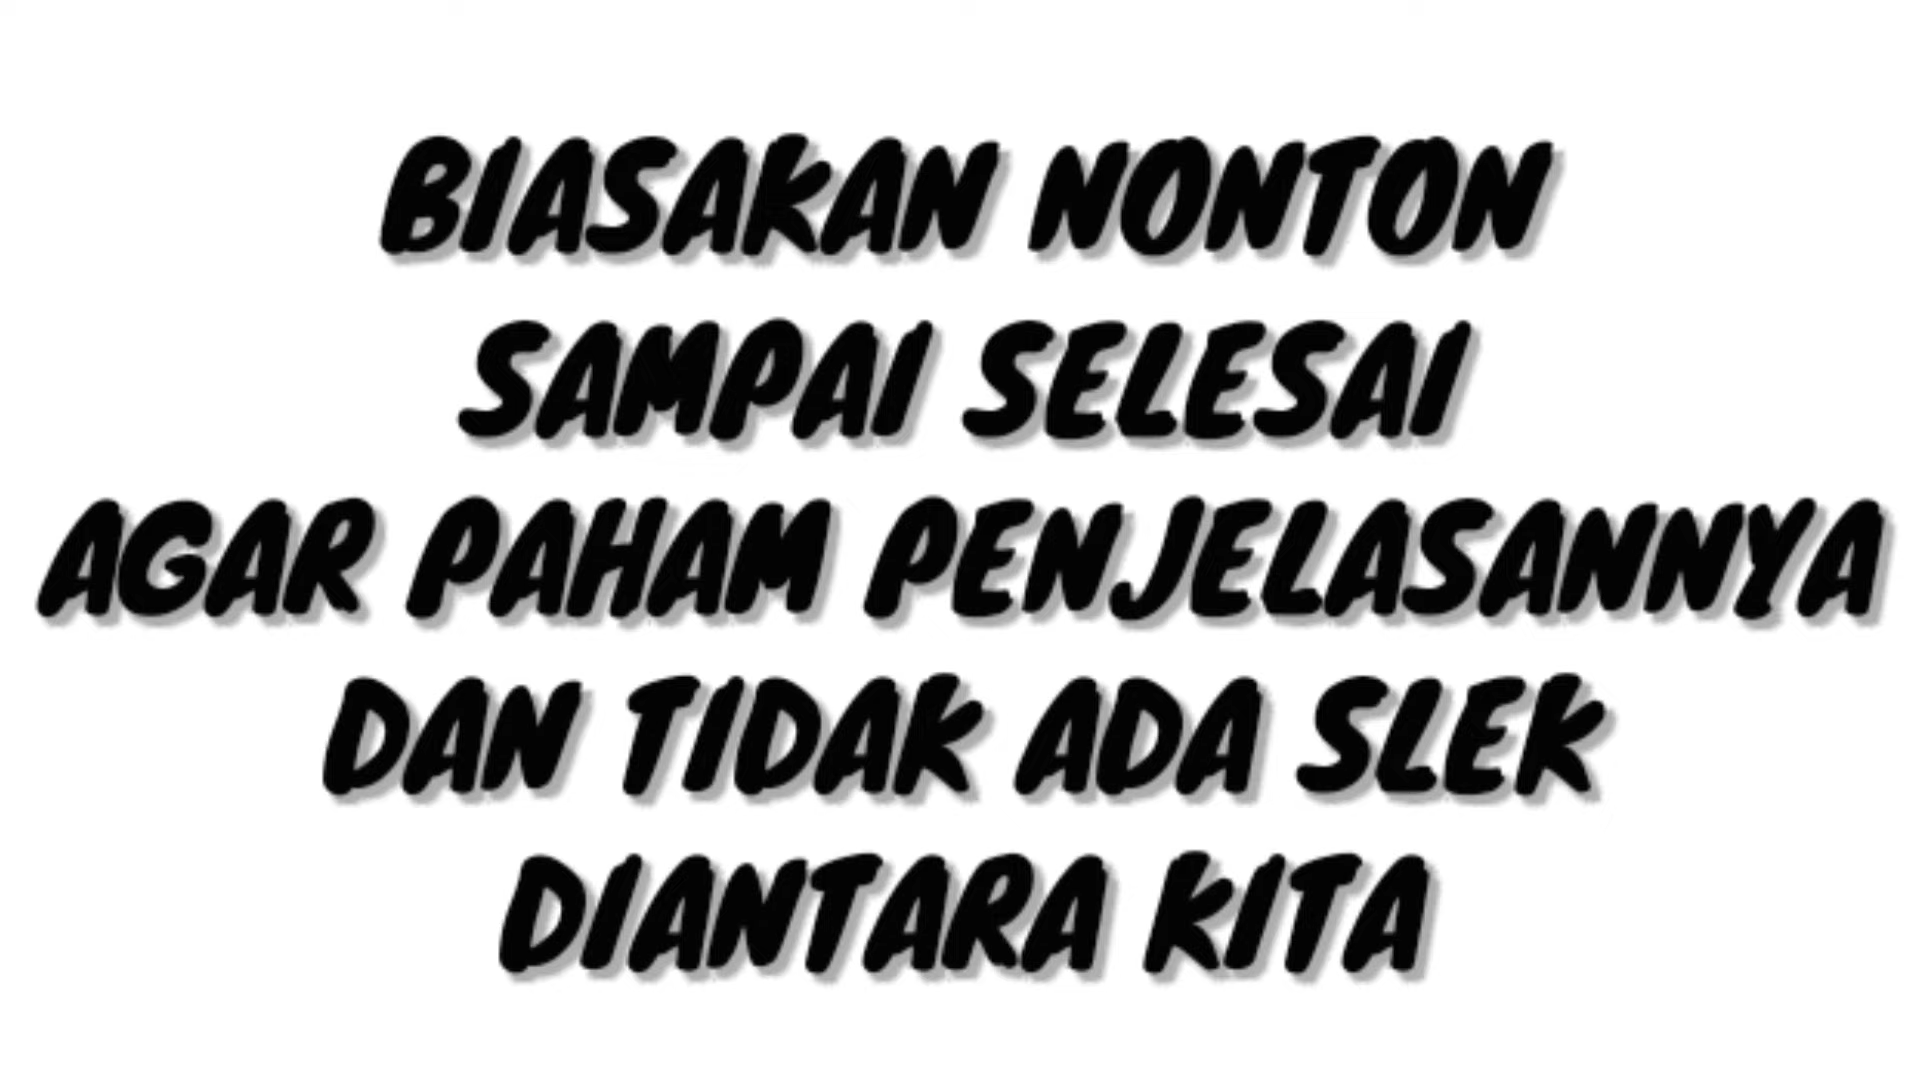 BIASAKAN NONTON
SAMPAI SELESAI
AGAR PAHAM PENJELASANNYA
DAN TIDAK ADA SLEK
DIANTARA KITA